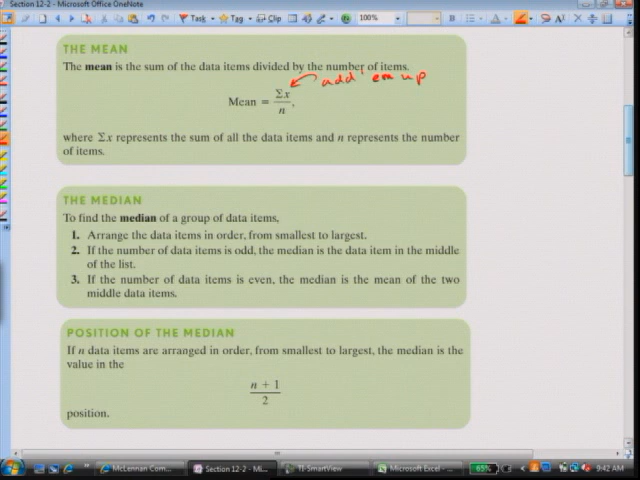 Section 12-2 - Microsoft Office OneNote
Task
Tag
Clip
100%
THE MEAN
The mean is the sum of the data items divided by the number of items.
add 'em up
Mean = Σx / n,
where Σx represents the sum of all the data items and n represents the number
of items.
THE MEDIAN
To find the median of a group of data items,
1. Arrange the data items in order, from smallest to largest.
2. If the number of data items is odd, the median is the data item in the middle
of the list.
3. If the number of data items is even, the median is the mean of the two
middle data items.
POSITION OF THE MEDIAN
If n data items are arranged in order, from smallest to largest, the median is the
value in the
n + 1
2
position.
McLennan Com...
Section 12-2 - Mi...
TI-SmartView
Microsoft Excel - ...
65%
9:42 AM